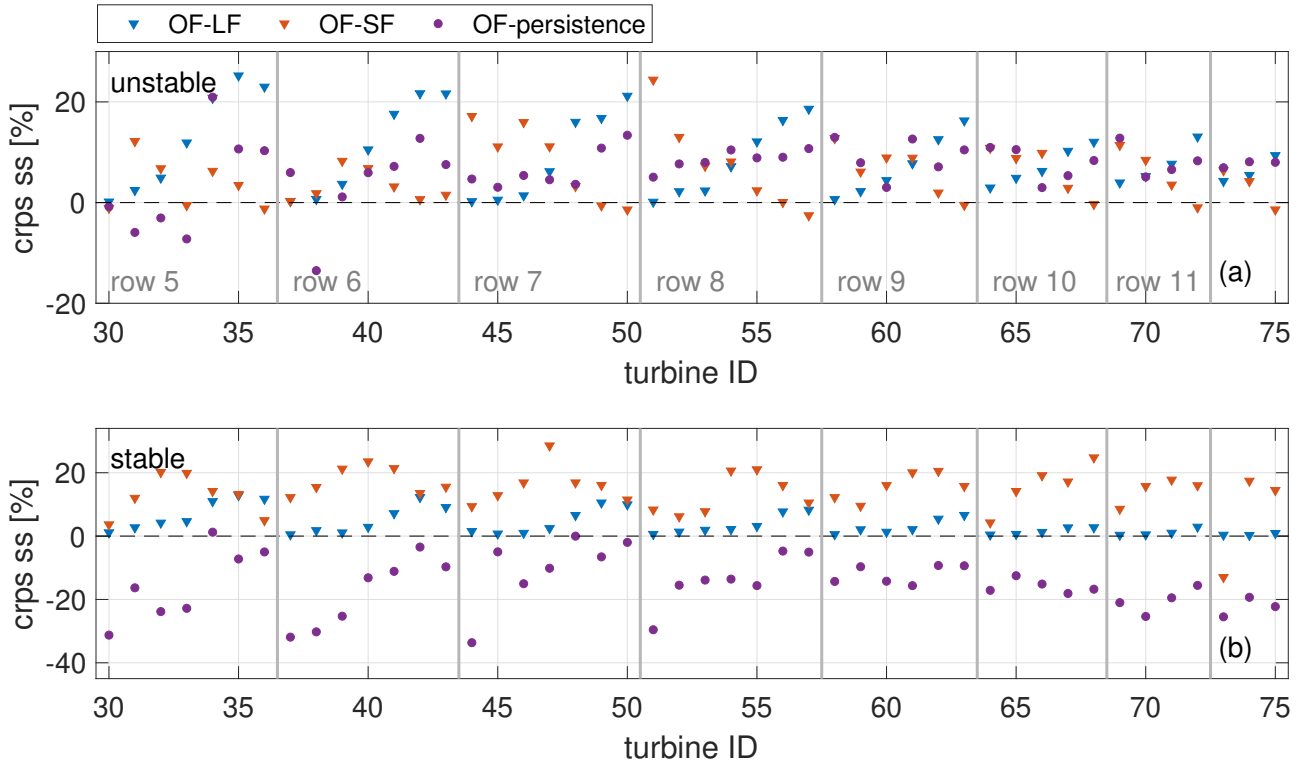 OF-LF OF-SF OF-persistence
unstable
crps ss [%]
20
0
-20
row 5 row 6 row 7 row 8 row 9 row 10 row 11 (a)
30 35 40 45 50 55 60 65 70 75
turbine ID
stable
crps ss [%]
20
0
-20
-40
(b)
30 35 40 45 50 55 60 65 70 75
turbine ID